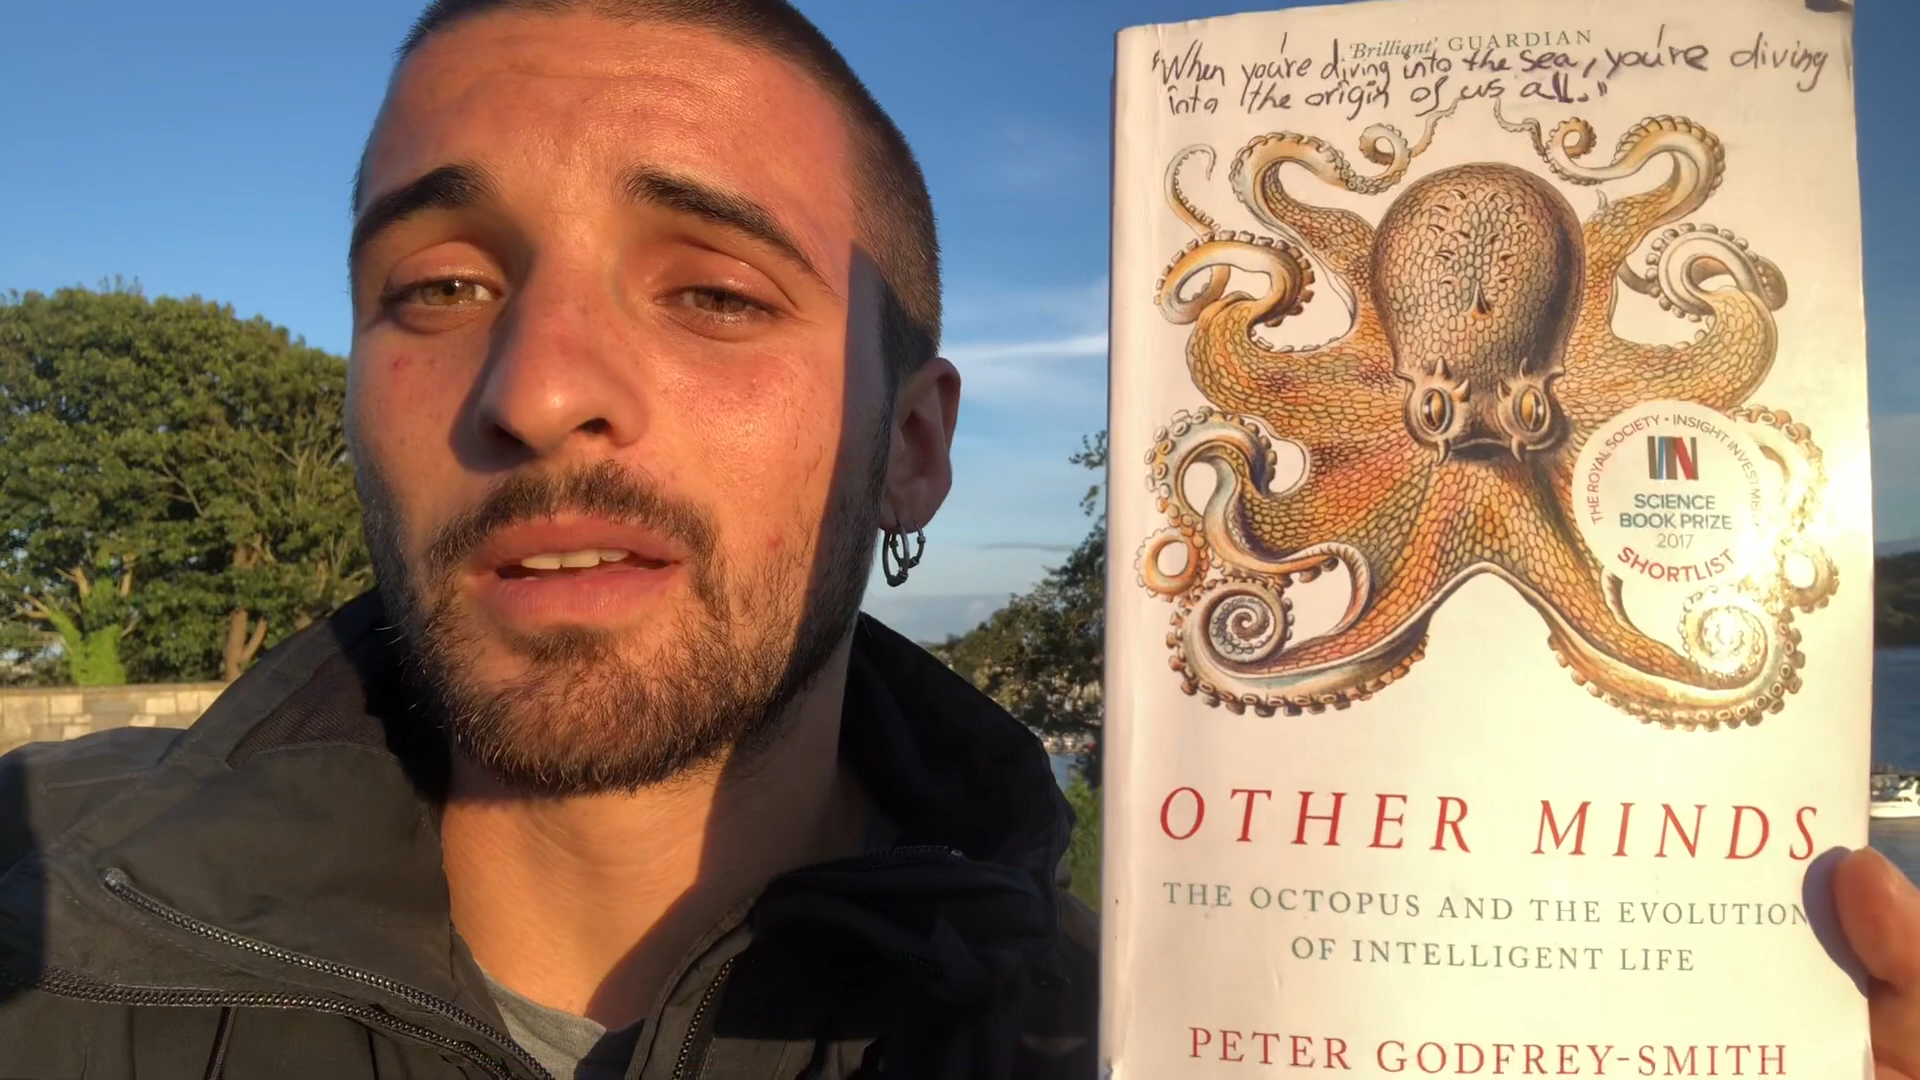 'Brilliant' GUARDIAN
"When you're diving into the sea, you're diving
into the origin of us all."
THE ROYAL SOCIETY • INSIGHT INVESTME
SCIENCE
BOOK PRIZE
2017
SHORTLIST
OTHER MINDS
THE OCTOPUS AND THE EVOLUTION
OF INTELLIGENT LIFE
PETER GODFREY-SMITH